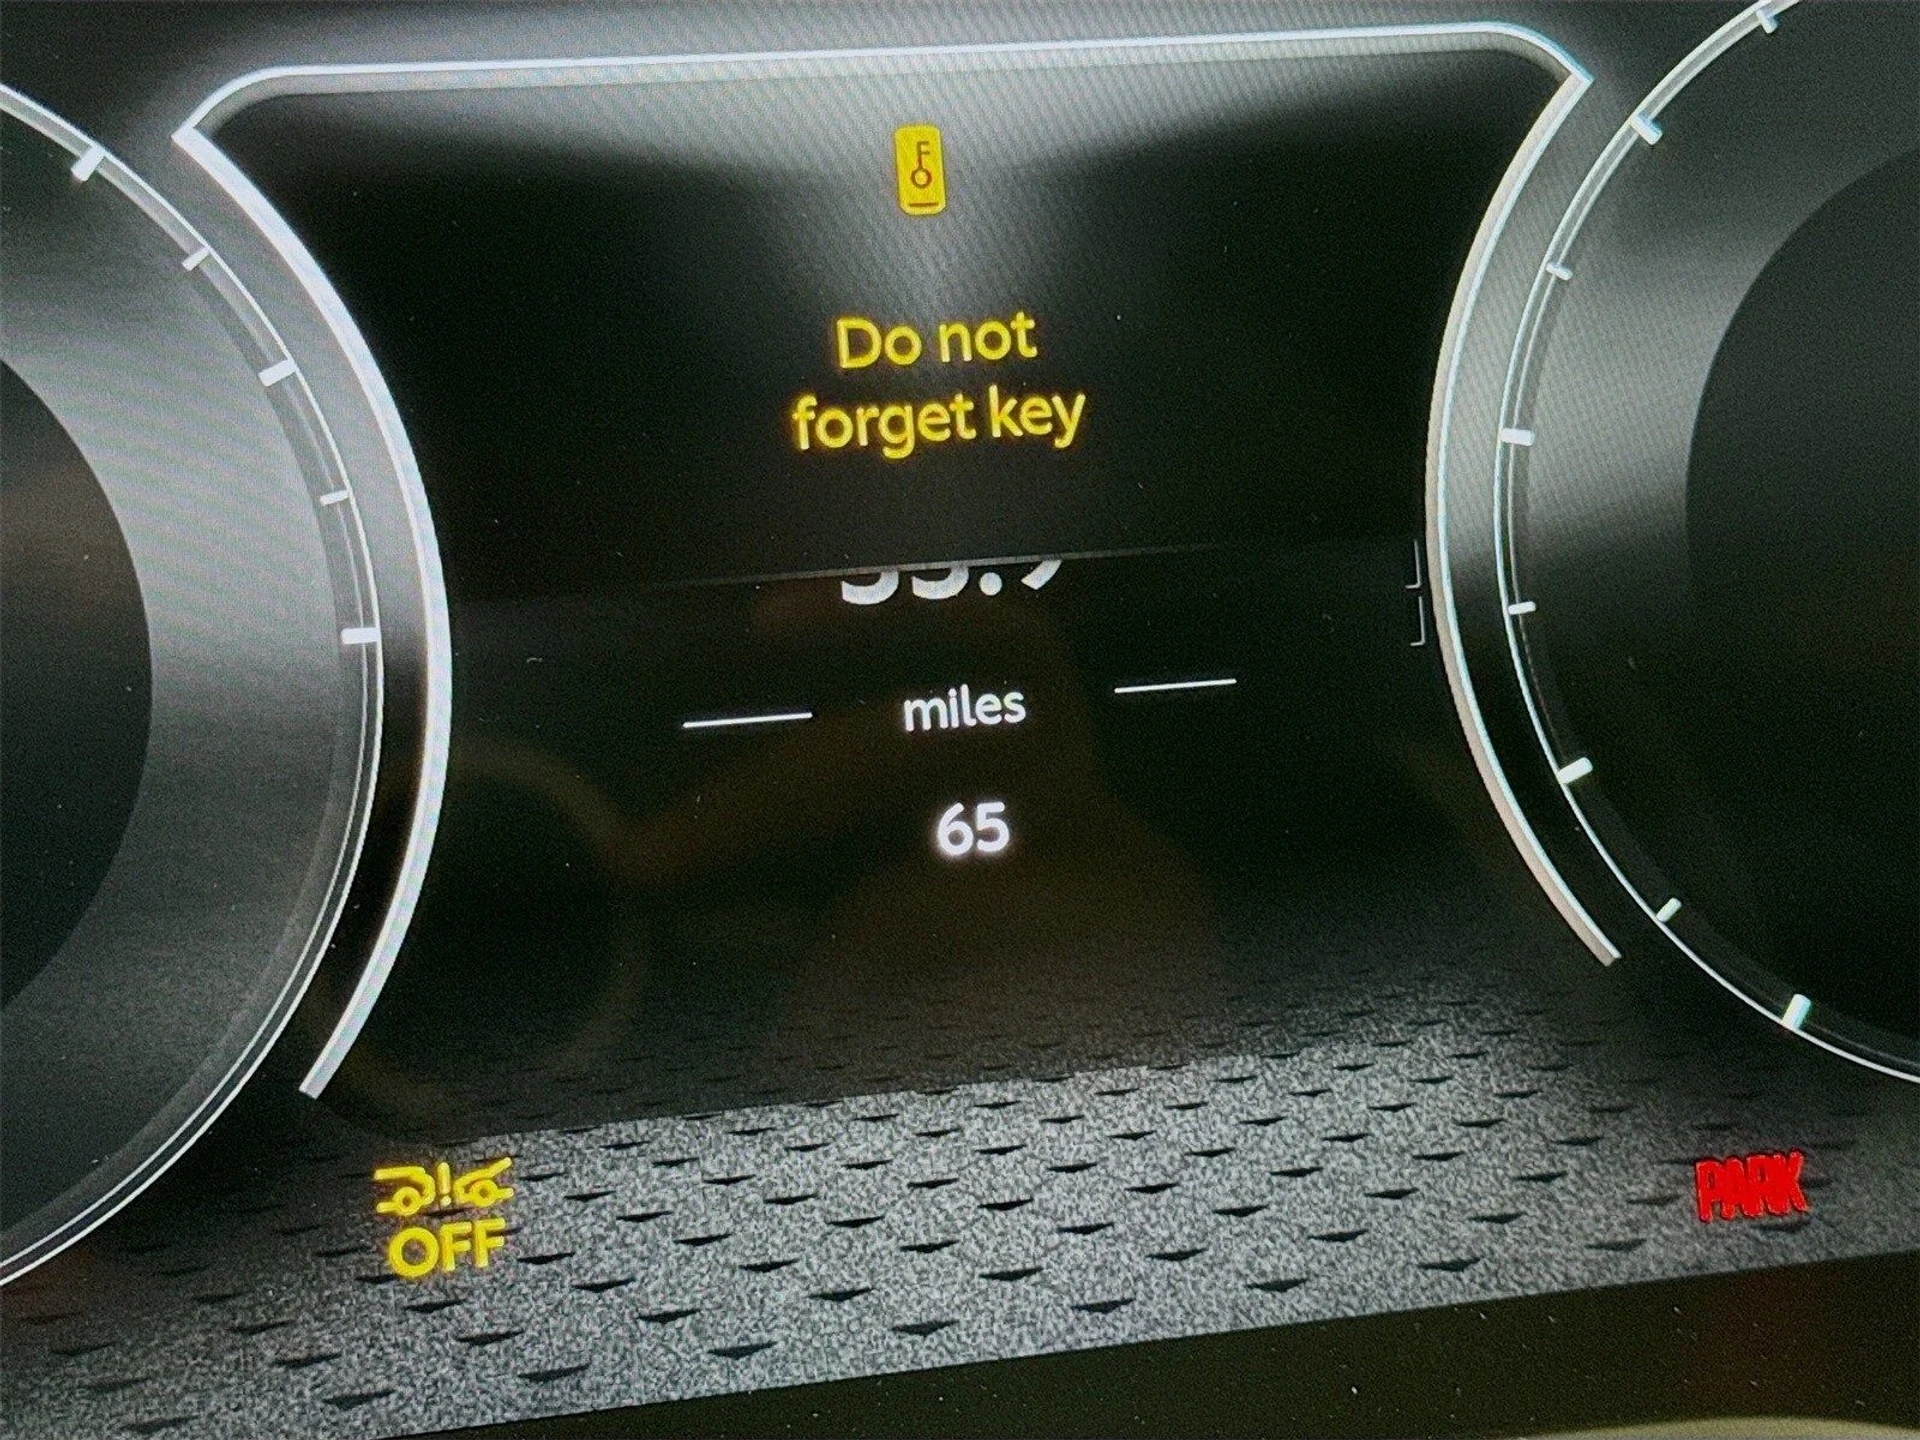 Do not
forget key
miles
65
OFF
PARK